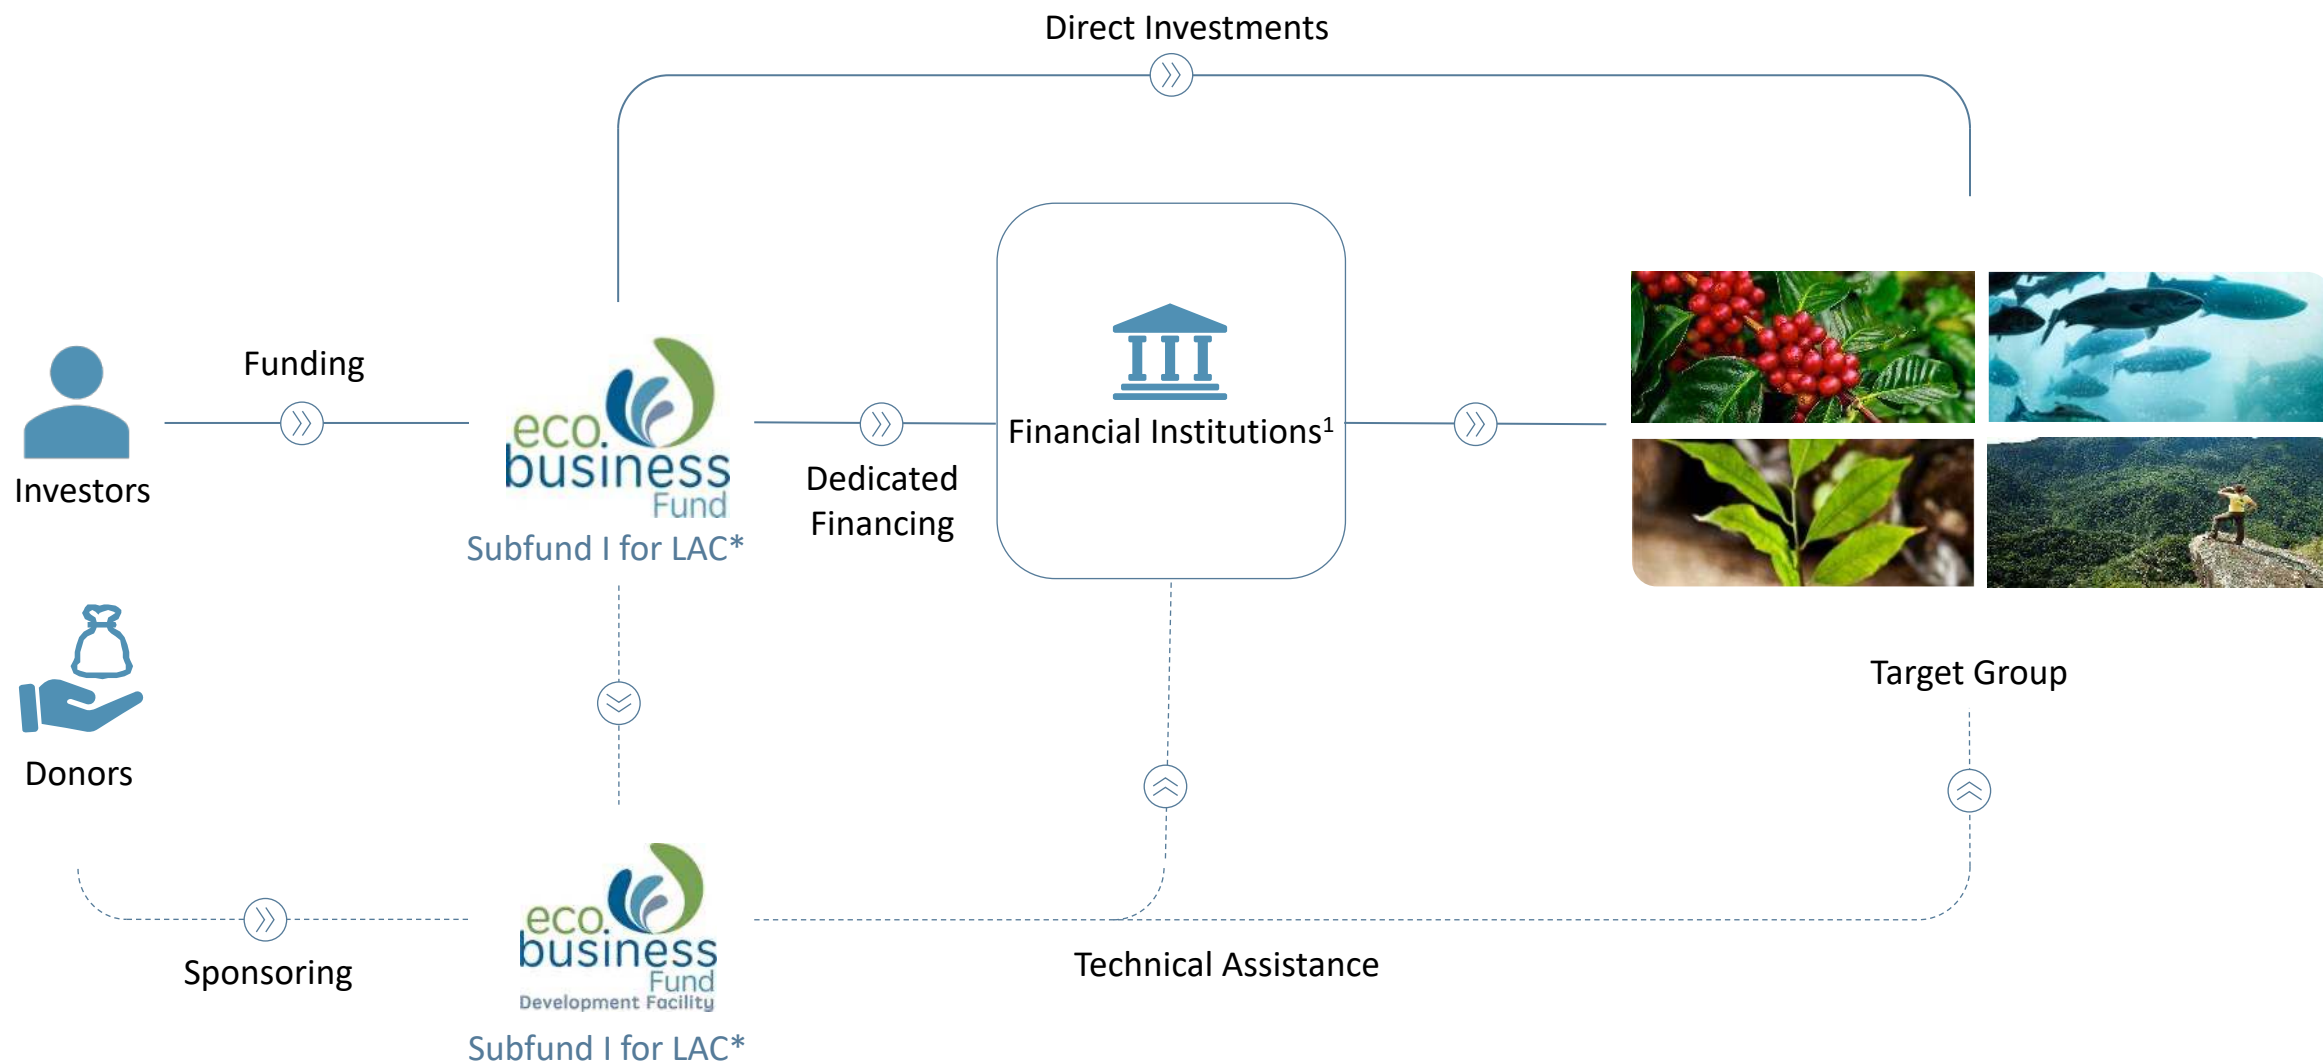 Direct Investments
Funding
Investors
eco.
business
Fund
Subfund I for LAC*
Dedicated
Financing
Financial Institutions¹
Target Group
Donors
Sponsoring
eco.
business
Fund
Development Facility
Subfund I for LAC*
Technical Assistance